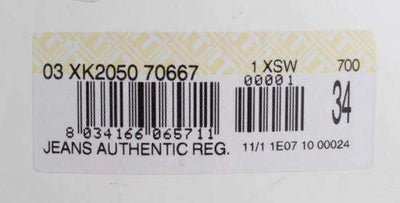 03 XK2050 70667 1 XSW 700
00001
34
8 034166 065711
JEANS AUTHENTIC REG. 11/1 1E07 10 00024